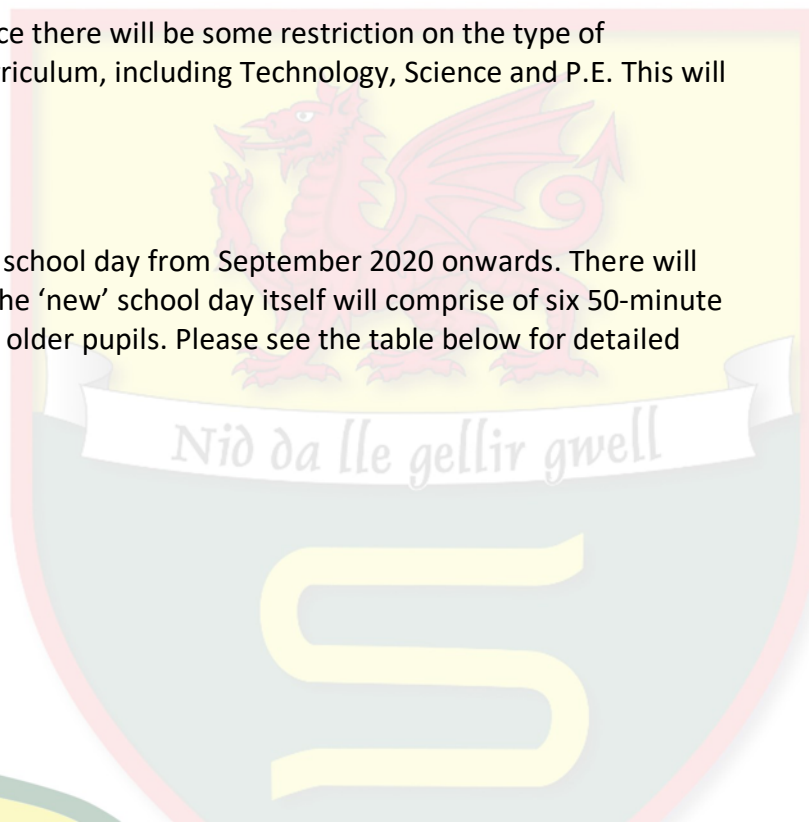 ce there will be some restriction on the type of
rriculum, including Technology, Science and P.E. This will
school day from September 2020 onwards. There will
he ‘new’ school day itself will comprise of six 50-minute
older pupils. Please see the table below for detailed
Nid da lle gellir gwell